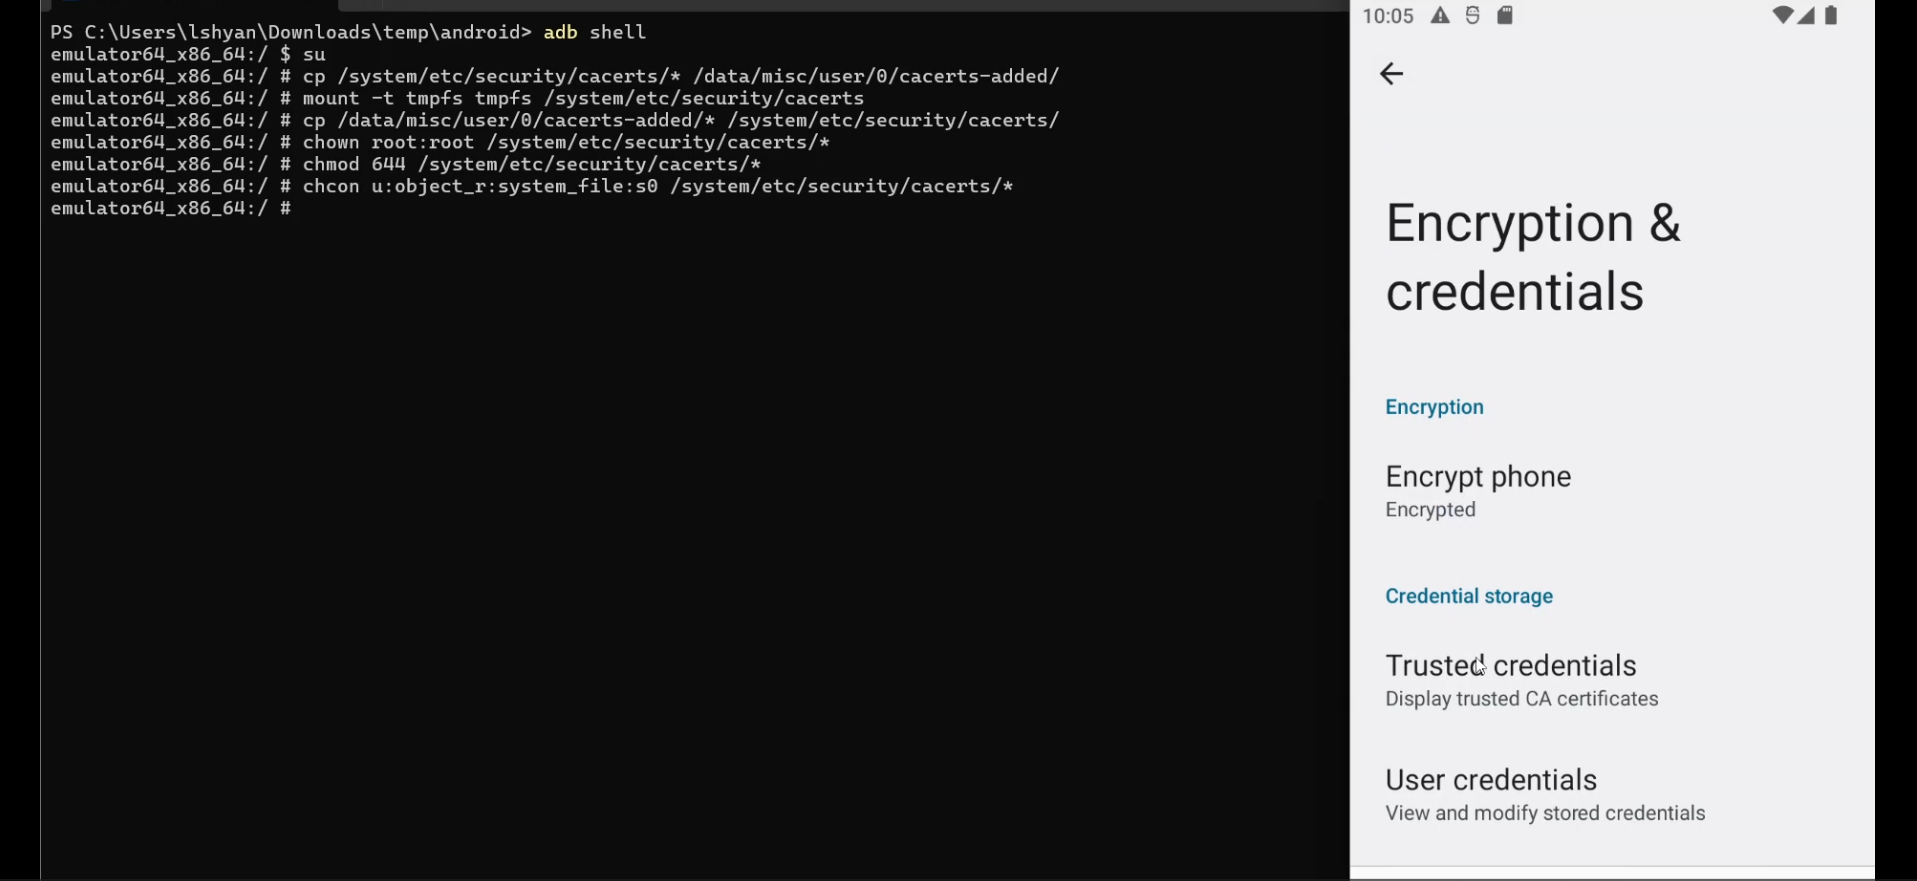 PS C:\Users\lshyan\Downloads\temp\android> adb shell
emulator64_x86_64:/ $ su
emulator64_x86_64:/ # cp /system/etc/security/cacerts/* /data/misc/user/0/cacerts-added/
emulator64_x86_64:/ # mount -t tmpfs tmpfs /system/etc/security/cacerts
emulator64_x86_64:/ # cp /data/misc/user/0/cacerts-added/* /system/etc/security/cacerts/
emulator64_x86_64:/ # chown root:root /system/etc/security/cacerts/*
emulator64_x86_64:/ # chmod 644 /system/etc/security/cacerts/*
emulator64_x86_64:/ # chcon u:object_r:system_file:s0 /system/etc/security/cacerts/*
emulator64_x86_64:/ #
10:05
Encryption &
credentials
Encryption
Encrypt phone
Encrypted
Credential storage
Trusted credentials
Display trusted CA certificates
User credentials
View and modify stored credentials